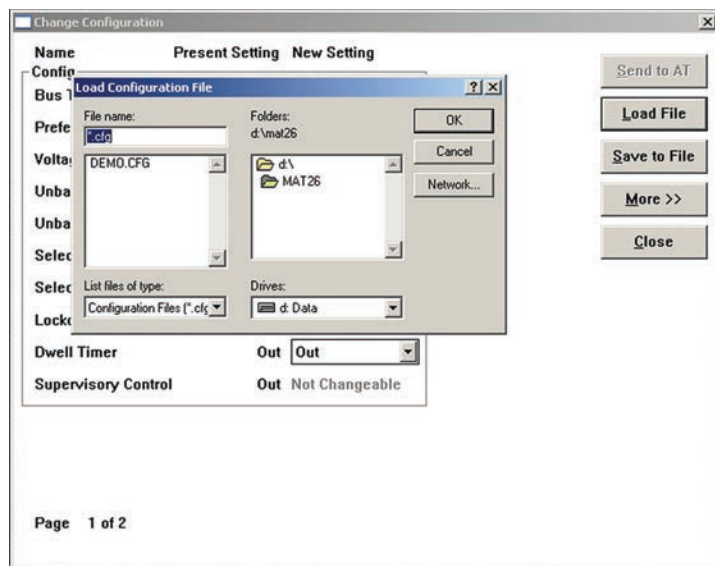 Change Configuration
Name Present Setting New Setting
Config
Bus T
Prefe
Voltag
Unba
Unba
Selec
Selec
Locko
Dwell Timer Out Out
Supervisory Control Out Not Changeable
Page 1 of 2
Load Configuration File
File name:
*.cfg
DEMO.CFG
List files of type:
Configuration Files (*.cfg
Folders:
d:\mat26
d:\
MAT26
Drives:
d: Data
OK
Cancel
Network...
Send to AT
Load File
Save to File
More >>
Close